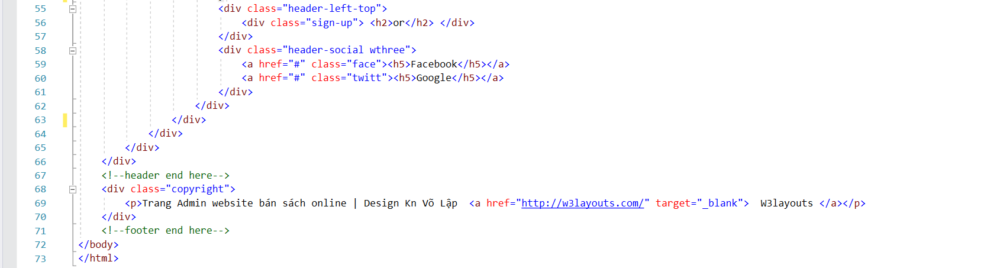 55 <div class="header-left-top">
56 <div class="sign-up"> <h2>or</h2> </div>
57 </div>
58 <div class="header-social wthree">
59 <a href="#" class="face"><h5>Facebook</h5></a>
60 <a href="#" class="twitt"><h5>Google</h5></a>
61 </div>
62 </div>
63 </div>
64 </div>
65 </div>
66 </div>
67 <!--header end here-->
68 <div class="copyright">
69 <p>Trang Admin website bán sách online | Design Kn Võ Lập  <a href="http://w3layouts.com/" target="_blank">  W3layouts </a></p>
70 </div>
71 <!--footer end here-->
72 </body>
73 </html>